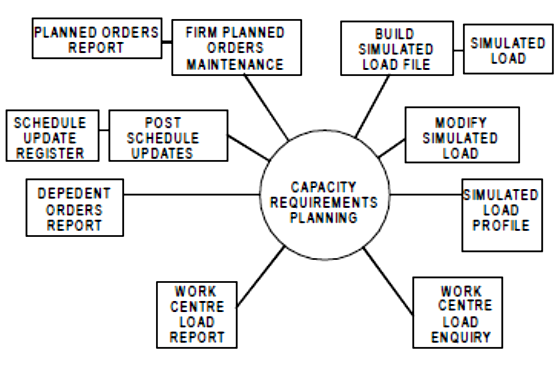 PLANNED ORDERS
REPORT
FIRM PLANNED
ORDERS
MAINTENANCE
BUILD
SIMULATED
LOAD FILE
SIMULATED
LOAD
SCHEDULE
UPDATE
REGISTER
POST
SCHEDULE
UPDATES
MODIFY
SIMULATED
LOAD
DEPEDENT
ORDERS
REPORT
CAPACITY
REQUIREMENTS
PLANNING
SIMULATED
LOAD
PROFILE
WORK
CENTRE
LOAD
REPORT
WORK
CENTRE
LOAD
ENQUIRY